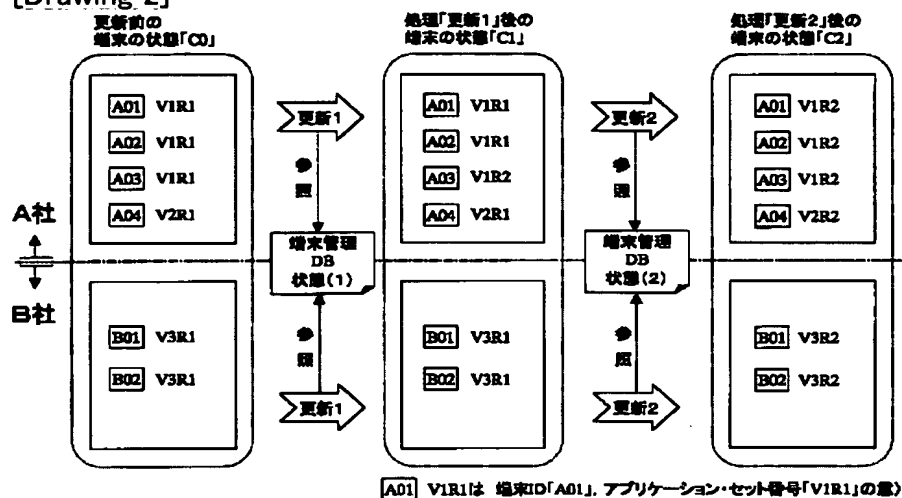 [Drawing 2]
更新前の
端末の状態「C0」
処理「更新1」後の
端末の状態「C1」
処理「更新2」後の
端末の状態「C2」
A01 V1R1
A02 V1R1
A03 V1R1
A04 V2R1
更新1
参照
A01 V1R1
A02 V1R1
A03 V1R2
A04 V2R1
更新2
参照
A01 V1R2
A02 V1R2
A03 V1R2
A04 V2R2
A社
B社
端末管理
DB
状態(1)
端末管理
DB
状態(2)
B01 V3R1
B02 V3R1
参照
更新1
B01 V3R1
B02 V3R1
参照
更新2
B01 V3R2
B02 V3R2
A01 V1R1は 端末ID「A01」, アプリケーション・セット番号「V1R1」の意)